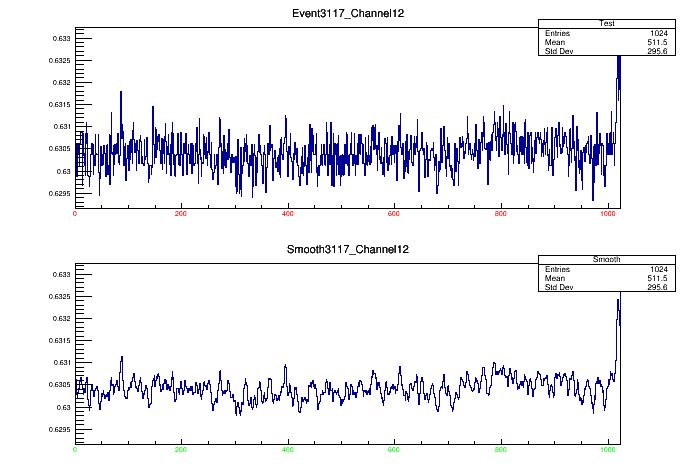 Event3117_Channel12
Test
Entries 1024
Mean 511.5
Std Dev 295.6
0.633
0.6325
0.632
0.6315
0.631
0.6305
0.63
0.6295
0 200 400 600 800 1000
Smooth3117_Channel12
Smooth
Entries 1024
Mean 511.5
Std Dev 295.6
0.633
0.6325
0.632
0.6315
0.631
0.6305
0.63
0.6295
0 200 400 600 800 1000